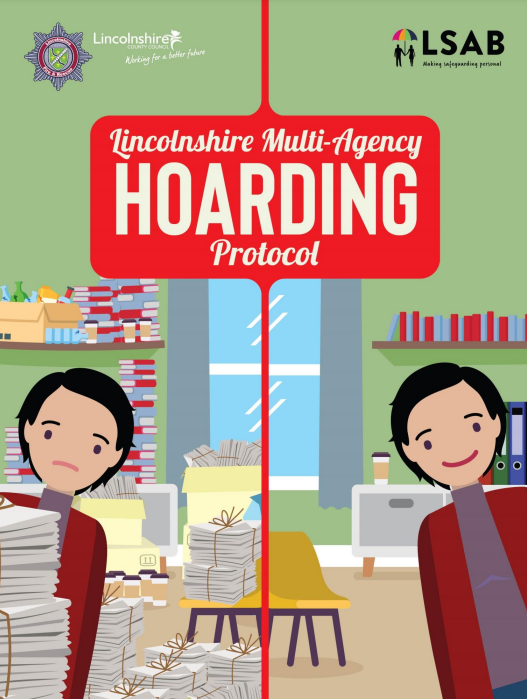 Lincolnshire
COUNTY COUNCIL
Working for a better future
LSAB
Making safeguarding personal
Lincolnshire Multi-Agency
HOARDING
Protocol